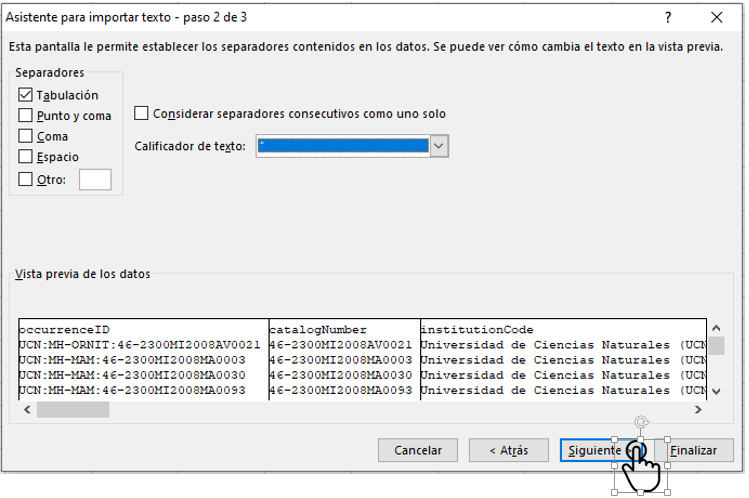 Asistente para importar texto - paso 2 de 3
?
Esta pantalla le permite establecer los separadores contenidos en los datos. Se puede ver cómo cambia el texto en la vista previa.
Separadores
Tabulación
Punto y coma
Coma
Espacio
Otro:
Considerar separadores consecutivos como uno solo
Calificador de texto: "
Vista previa de los datos
occurrenceID catalogNumber institutionCode
UCN:MH-ORNIT:46-2300MI2008AV0021 46-2300MI2008AV0021 Universidad de Ciencias Naturales (UCN
UCN:MH-MAM:46-2300MI2008MA0003 46-2300MI2008MA0003 Universidad de Ciencias Naturales (UCN
UCN:MH-MAM:46-2300MI2008MA0030 46-2300MI2008MA0030 Universidad de Ciencias Naturales (UCN
UCN:MH-MAM:46-2300MI2008MA0093 46-2300MI2008MA0093 Universidad de Ciencias Naturales (UCN
Cancelar < Atrás Siguiente > Finalizar